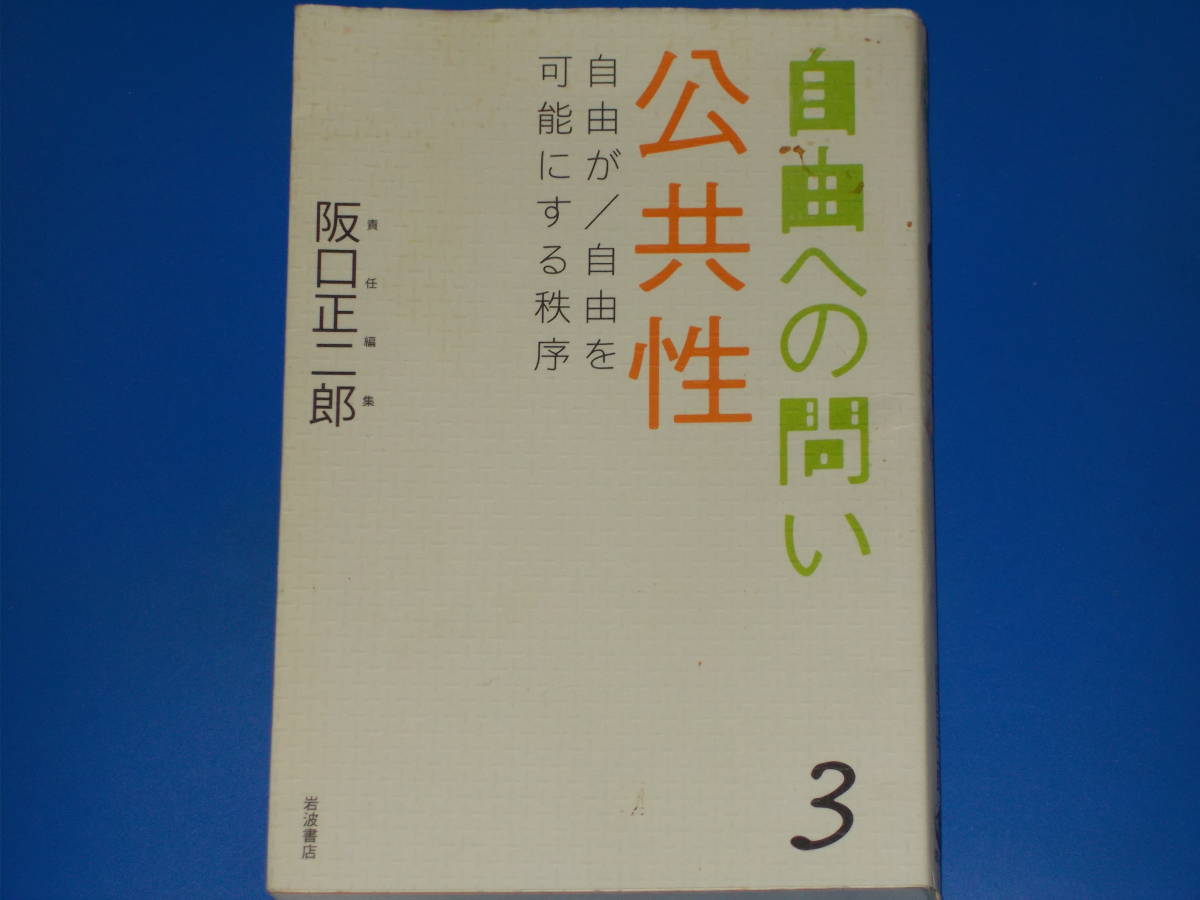 自由への問い
3
公共性
自由が／自由を
可能にする秩序
責任編集
阪口正二郎
岩波書店